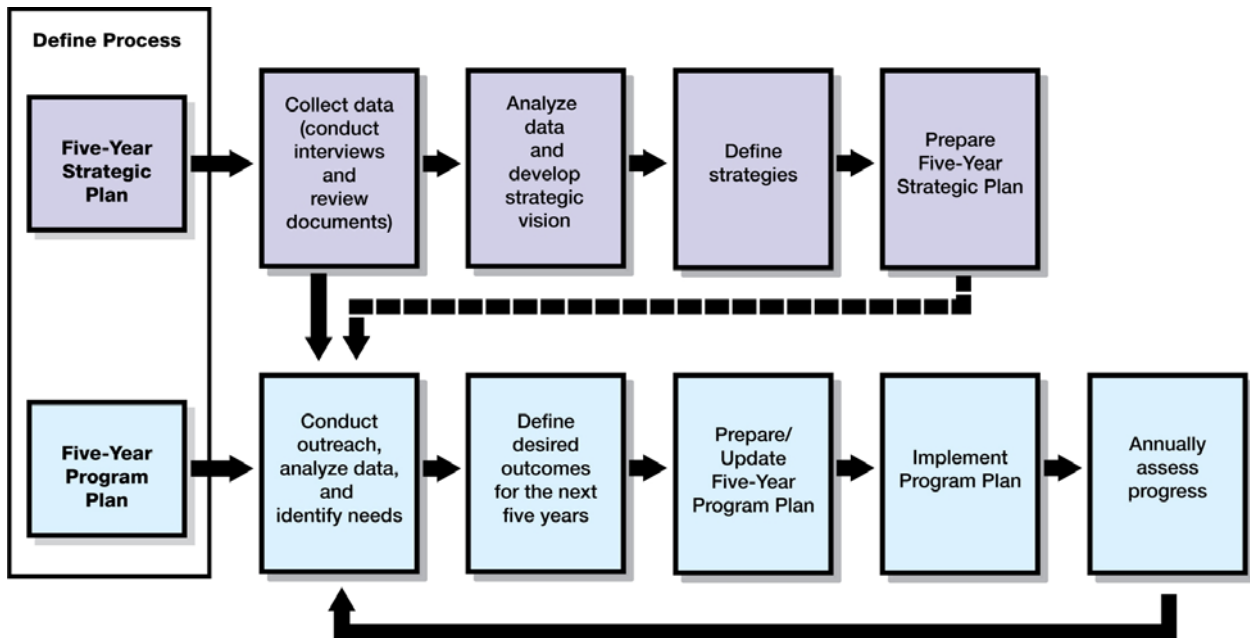 Define Process
Five-Year
Strategic
Plan
Collect data
(conduct
interviews
and
review
documents)
Analyze
data
and
develop
strategic
vision
Define
strategies
Prepare
Five-Year
Strategic Plan
Five-Year
Program
Plan
Conduct
outreach,
analyze data,
and
identify needs
Define
desired
outcomes
for the next
five years
Prepare/
Update
Five-Year
Program Plan
Implement
Program Plan
Annually
assess
progress